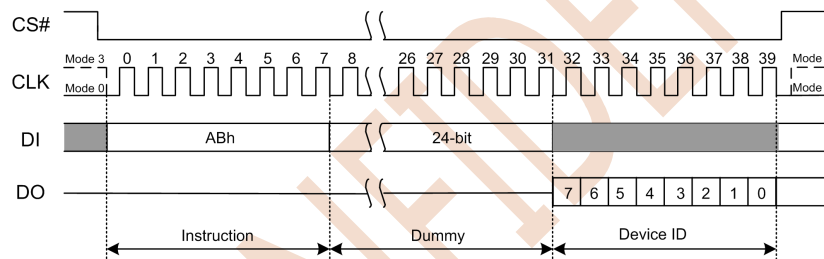 CS#
Mode 3 0 1 2 3 4 5 6 7 8 26 27 28 29 30 31 32 33 34 35 36 37 38 39 Mode
CLK
Mode 0 Mode
DI ABh 24-bit
DO 7 6 5 4 3 2 1 0
Instruction Dummy Device ID